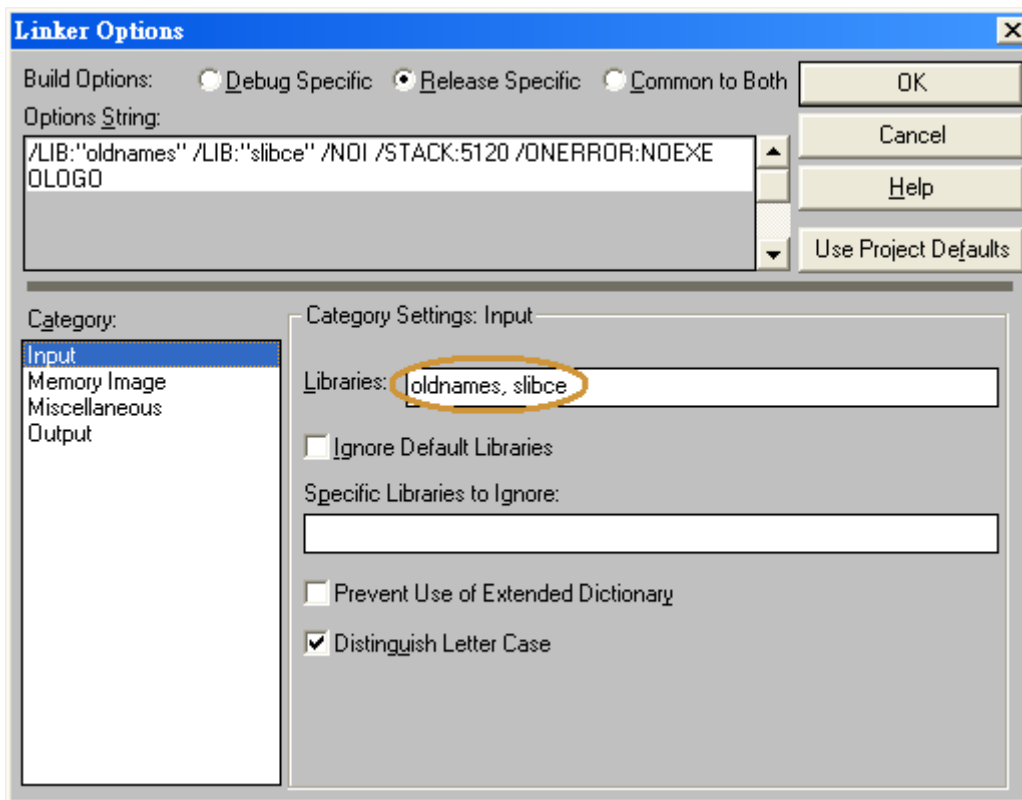 Linker Options
Build Options: Debug Specific Release Specific Common to Both
OK
Options String:
/LIB:"oldnames" /LIB:"slibce" /NOI /STACK:5120 /ONERROR:NOEXE
OLOGO
Cancel
Help
Use Project Defaults
Category:
Input
Memory Image
Miscellaneous
Output
Category Settings: Input
Libraries: oldnames, slibce
Ignore Default Libraries
Specific Libraries to Ignore:
Prevent Use of Extended Dictionary
Distinguish Letter Case